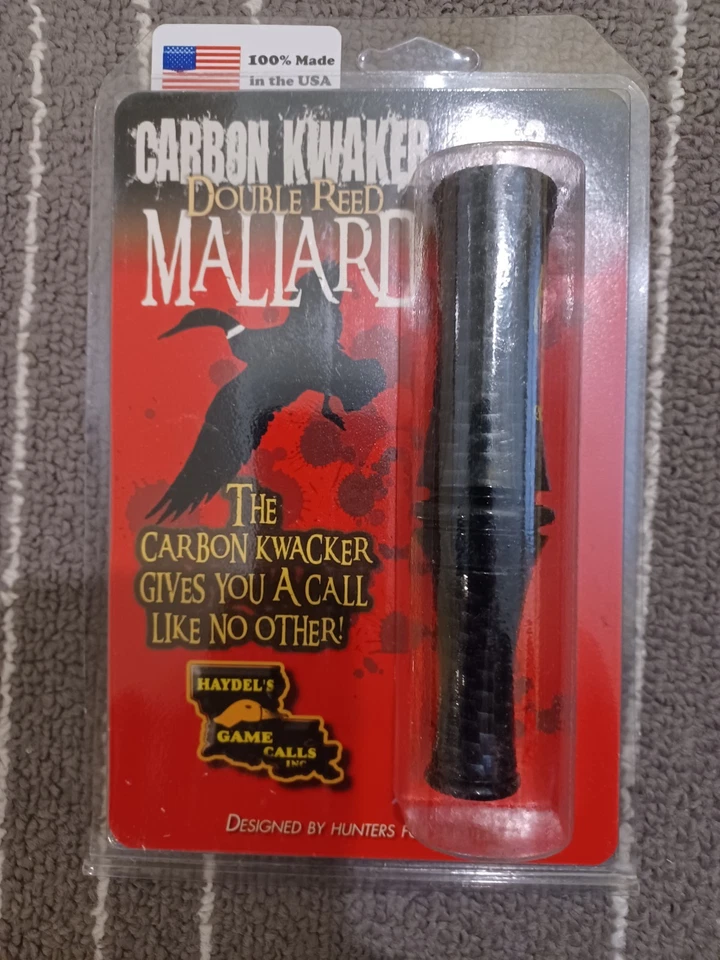 100% Made
in the USA
CARBON KWAKER
DOUBLE REED
MALLARD
THE
CARBON KWACKER
GIVES YOU A CALL
LIKE NO OTHER!
HAYDEL'S
GAME
CALLS
INC
DESIGNED BY HUNTERS